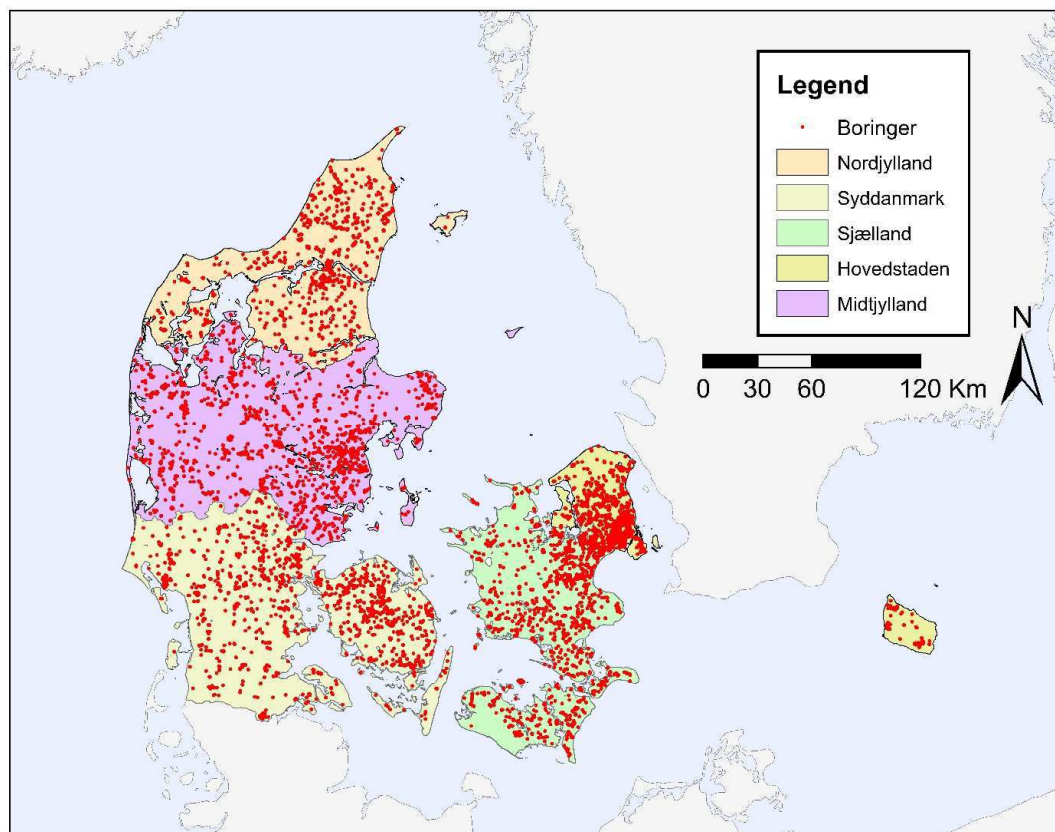 Legend
Boringer
Nordjylland
Syddanmark
Sjælland
Hovedstaden
Midtjylland
N
0 30 60 120 Km